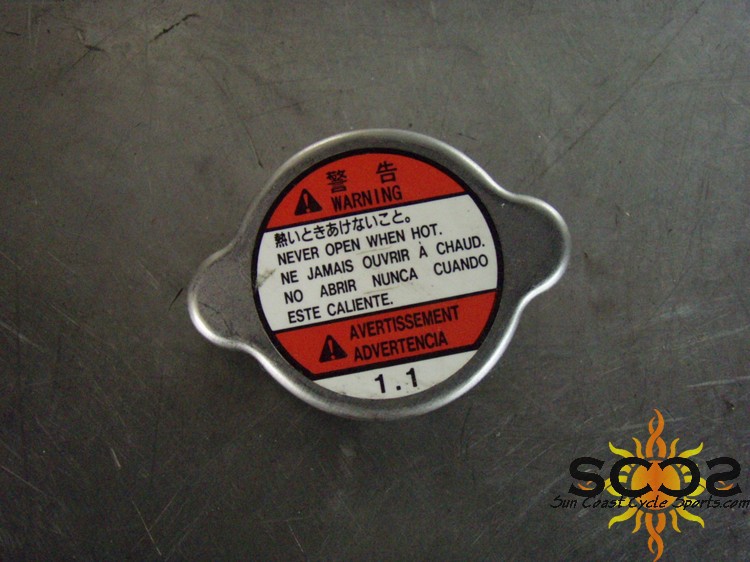 警告
WARNING
熱いときあけないこと。
NEVER OPEN WHEN HOT.
NE JAMAIS OUVRIR À CHAUD.
NO ABRIR NUNCA CUANDO
ESTE CALIENTE.
AVERTISSEMENT
ADVERTENCIA
1.1
SCCS
Sun Coast Cycle Sports.com